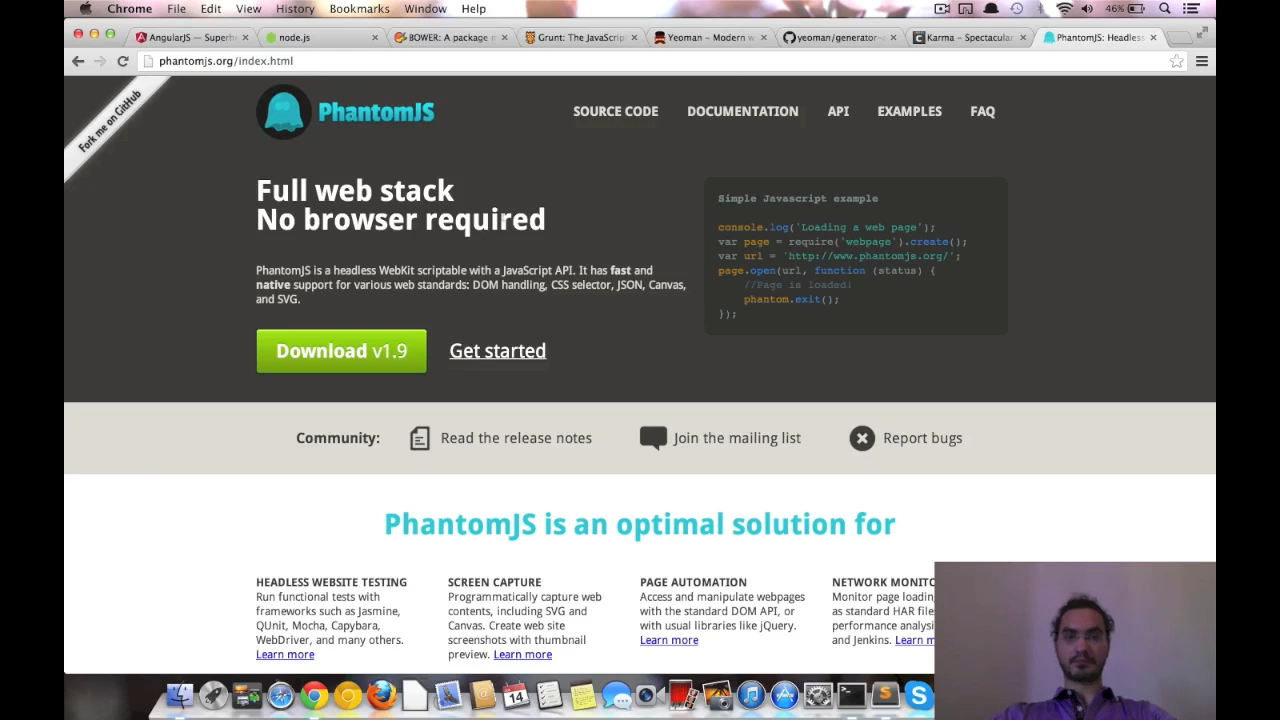 Chrome File Edit View History Bookmarks Window Help 46%
AngularJS — Superh
node.js
BOWER: A package m
Grunt: The JavaScrip
Yeoman - Modern w
yeoman/generator-a
Karma - Spectacular
PhantomJS: Headless
phantomjs.org/index.html
Fork me on GitHub
PhantomJS
SOURCE CODE DOCUMENTATION API EXAMPLES FAQ
Full web stack
No browser required
PhantomJS is a headless WebKit scriptable with a JavaScript API. It has fast and
native support for various web standards: DOM handling, CSS selector, JSON, Canvas,
and SVG.
Download v1.9 Get started
Simple Javascript example
console.log('Loading a web page');
var page = require('webpage').create();
var url = 'http://www.phantomjs.org/';
page.open(url, function (status) {
//Page is loaded!
phantom.exit();
});
Community: Read the release notes Join the mailing list Report bugs
PhantomJS is an optimal solution for
HEADLESS WEBSITE TESTING
Run functional tests with
frameworks such as Jasmine,
QUnit, Mocha, Capybara,
WebDriver, and many others.
Learn more
SCREEN CAPTURE
Programmatically capture web
contents, including SVG and
Canvas. Create web site
screenshots with thumbnail
preview. Learn more
PAGE AUTOMATION
Access and manipulate webpages
with the standard DOM API, or
with usual libraries like jQuery.
Learn more
NETWORK MONITO
Monitor page loading
as standard HAR file
performance analysi
and Jenkins. Learn m
14